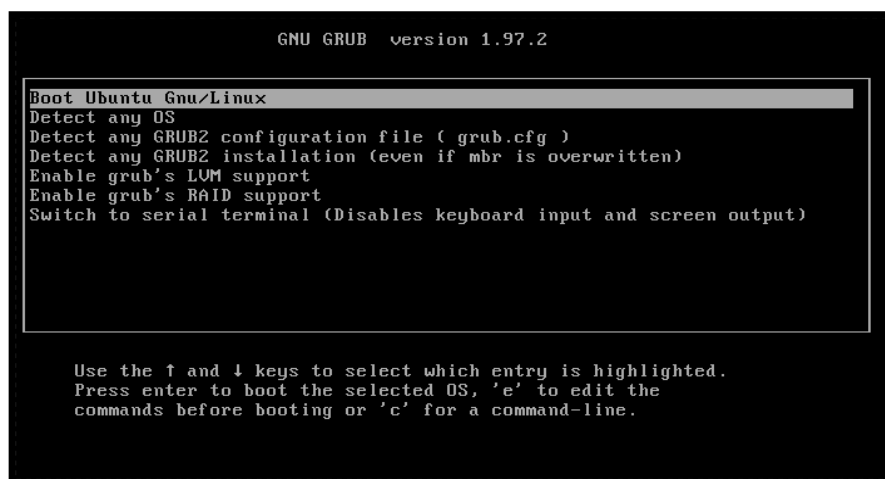 GNU GRUB version 1.97.2
Boot Ubuntu Gnu/Linux
Detect any OS
Detect any GRUB2 configuration file ( grub.cfg )
Detect any GRUB2 installation (even if mbr is overwritten)
Enable grub's LVM support
Enable grub's RAID support
Switch to serial terminal (Disables keyboard input and screen output)
Use the ↑ and ↓ keys to select which entry is highlighted.
Press enter to boot the selected OS, 'e' to edit the
commands before booting or 'c' for a command-line.